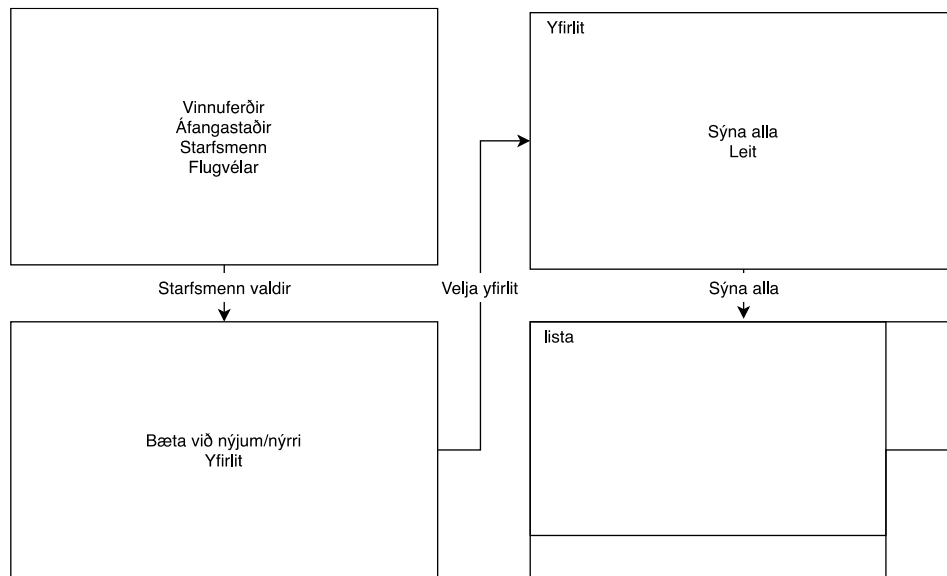 Vinnuferðir
Áfangastaðir
Starfsmenn
Flugvélar
Starfsmenn valdir
Bæta við nýjum/nýrri
Yfirlit
Velja yfirlit
Yfirlit
Sýna alla
Leit
Sýna alla
lista